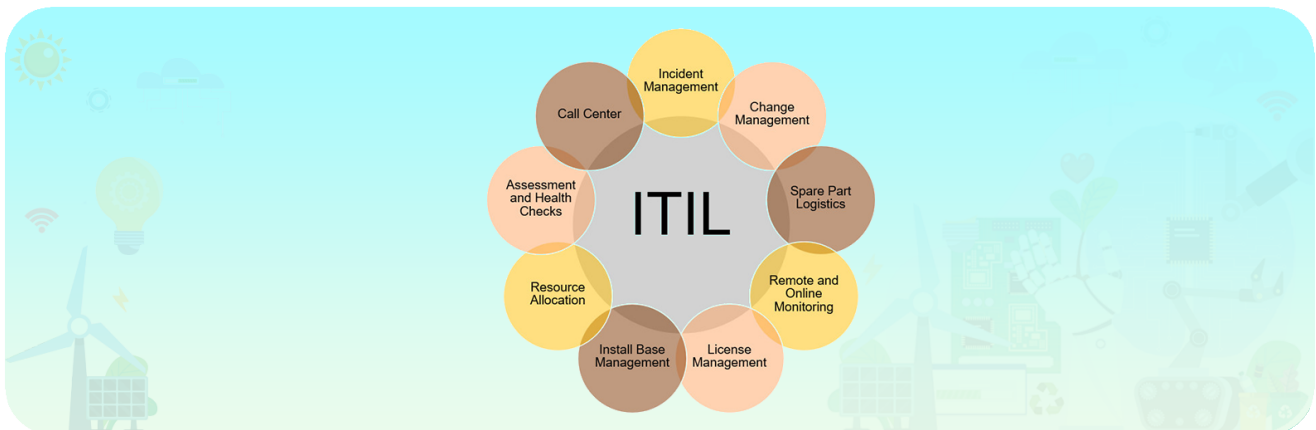 ITIL
Incident
Management
Change
Management
Spare Part
Logistics
Remote and
Online
Monitoring
License
Management
Install Base
Management
Resource
Allocation
Assessment
and Health
Checks
Call Center